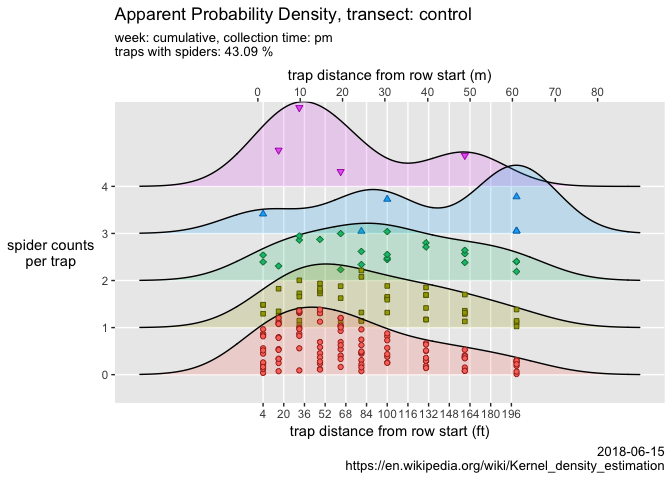 Apparent Probability Density, transect: control
week: cumulative, collection time: pm
traps with spiders: 43.09 %
trap distance from row start (m)
0 10 20 30 40 50 60 70 80
4
3
spider counts
per trap
2
1
0
4 20 36 52 68 84 100 116 132 148 164 180 196
trap distance from row start (ft)
2018-06-15
https://en.wikipedia.org/wiki/Kernel_density_estimation